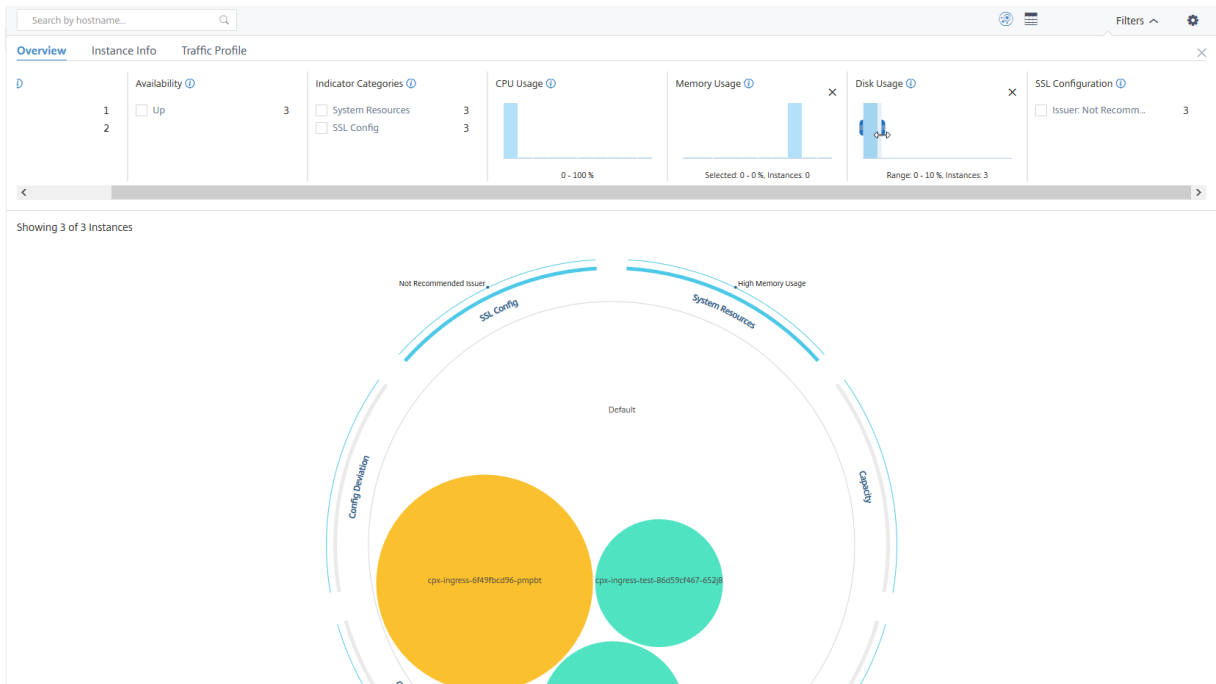 Search by hostname...
Filters
Overview Instance Info Traffic Profile
Availability CPU Usage Memory Usage Disk Usage
Indicator Categories SSL Configuration
1
2
Up 3
System Resources 3
SSL Config 3
0 - 100 %
Selected: 0 - 0 %, Instances: 0
Range: 0 - 10 %, Instances: 3
Issuer: Not Recomm... 3
Showing 3 of 3 Instances
Not Recommended Issuer
High Memory Usage
SSL Config
System Resources
Default
Config Deviation
Capacity
cpx-ingress-6f49fbcd96-pmpbt
cpx-ingress-test-86d59cf467-652j8